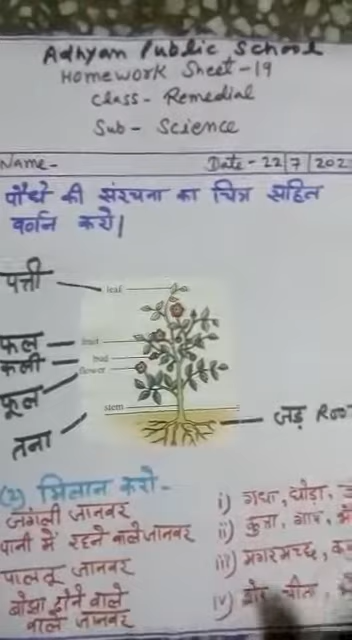 Adhyan Public School
Homework Sheet-19
Class- Remedial
Sub- Science
Name- Date- 22/7/202
पौधे की संरचना का चित्र सहित
वर्णन करो।
पत्ती leaf
फल fruit
कली bud
फूल flower
तना stem जड़ Root
मिलान करो-
जंगली जानवर i) गधा, घोड़ा,
पानी में रहने वाले जानवर ii) कुत्ता, गाय,
पालतू जानवर iii) मगरमच्छ,
बोझा ढोने वाले iv) चीता,
वाले जानवर